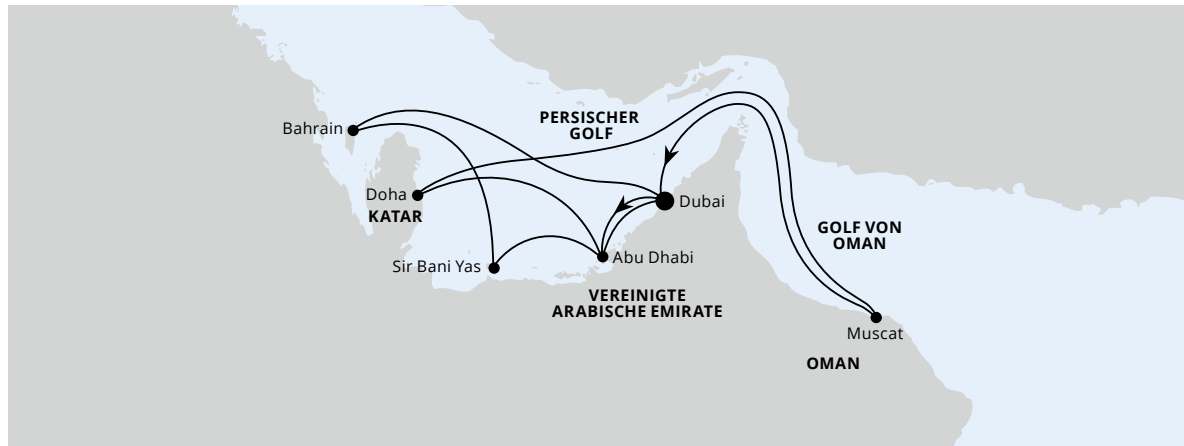 PERSISCHER
GOLF
Bahrain
Doha
KATAR
Dubai
GOLF VON
OMAN
Sir Bani Yas
Abu Dhabi
VEREINIGTE
ARABISCHE EMIRATE
Muscat
OMAN